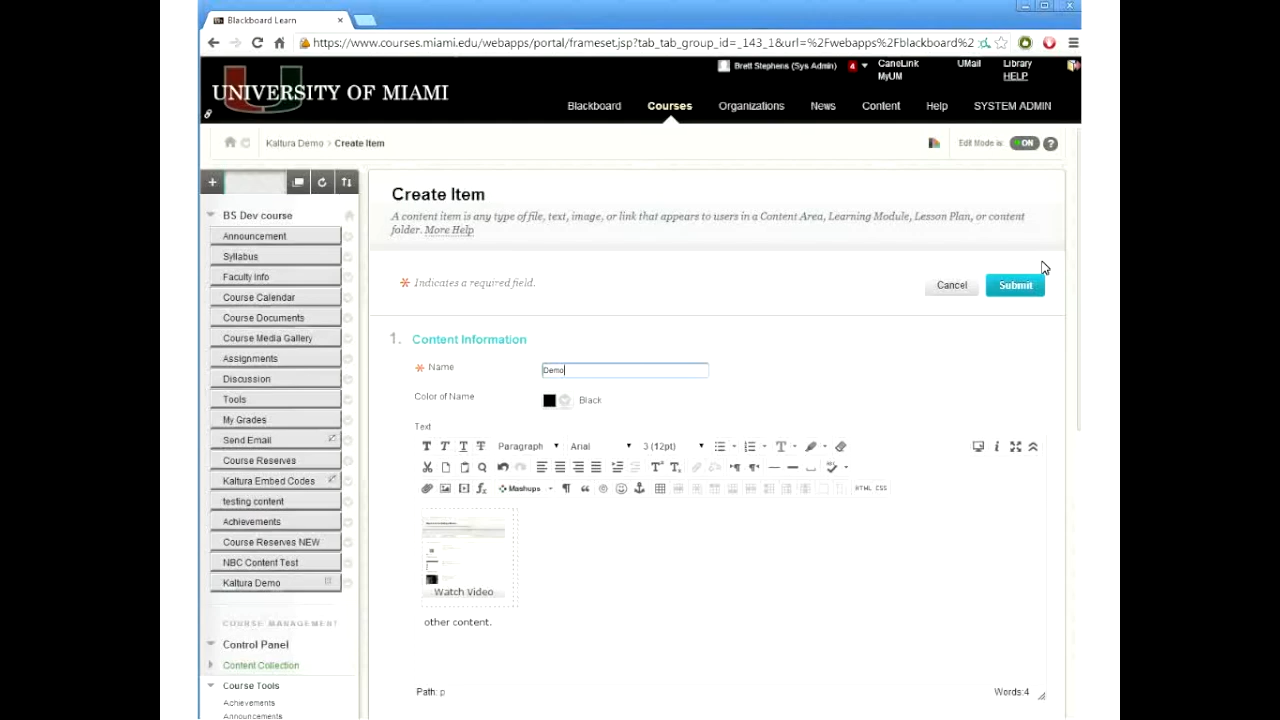 Blackboard Learn
https://www.courses.miami.edu/webapps/portal/frameset.jsp?tab_tab_group_id=_143_1&url=%2Fwebapps%2Fblackboard%2
UNIVERSITY OF MIAMI
Brett Stephens (Sys Admin) 4 CaneLink UMail Library
MyUM HELP
Blackboard Courses Organizations News Content Help SYSTEM ADMIN
Kaltura Demo > Create Item
Edit Mode is: ON ?
BS Dev course
Announcement
Syllabus
Faculty Info
Course Calendar
Course Documents
Course Media Gallery
Assignments
Discussion
Tools
My Grades
Send Email
Course Reserves
Kaltura Embed Codes
testing content
Achievements
Course Reserves NEW
NBC Content Test
Kaltura Demo
COURSE MANAGEMENT
Control Panel
Content Collection
Course Tools
Achievements
Announcements
Create Item
A content item is any type of file, text, image, or link that appears to users in a Content Area, Learning Module, Lesson Plan, or content
folder. More Help
* Indicates a required field.
Cancel Submit
1. Content Information
* Name Demo
Color of Name Black
Text
T T T T Paragraph Arial 3 (12pt)
Mashups HTML CSS
Watch Video
other content.
Path: p Words:4